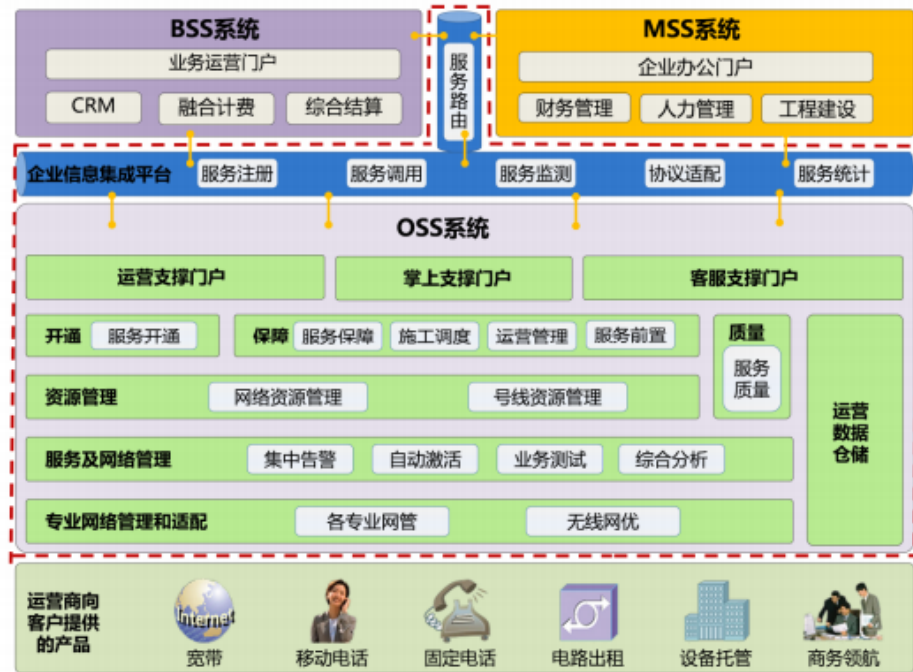 BSS系统
业务运营门户
CRM
融合计费
综合结算
服务路由
MSS系统
企业办公门户
财务管理
人力管理
工程建设
企业信息集成平台
服务注册
服务调用
服务监测
协议适配
服务统计
OSS系统
运营支撑门户
掌上支撑门户
客服支撑门户
开通
服务开通
保障
服务保障
施工调度
运营管理
服务前置
质量
服务
质量
资源管理
网络资源管理
号线资源管理
运营
数据
仓储
服务及网络管理
集中告警
自动激活
业务测试
综合分析
专业网络管理和适配
各专业网管
无线网优
运营商向
客户提供
的产品
Internet
宽带
移动电话
固定电话
电路出租
设备托管
商务领航